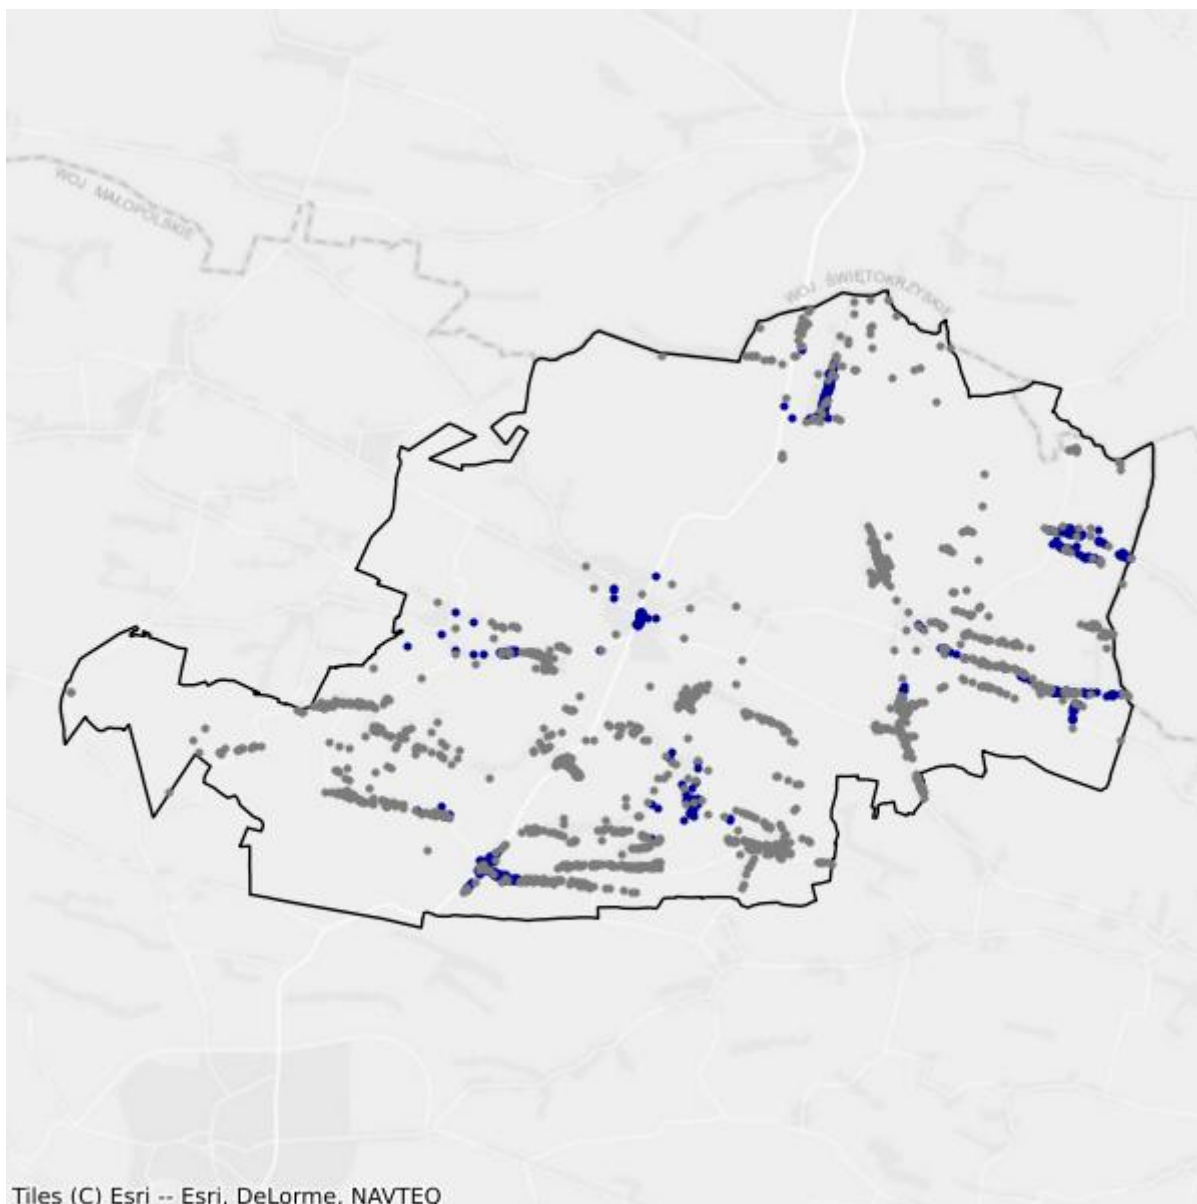 WOJ MAŁOPOLSKIE
WOJ ŚWIĘTOKRZYSKIE
Tiles (C) Esri -- Esri, DeLorme, NAVTEQ